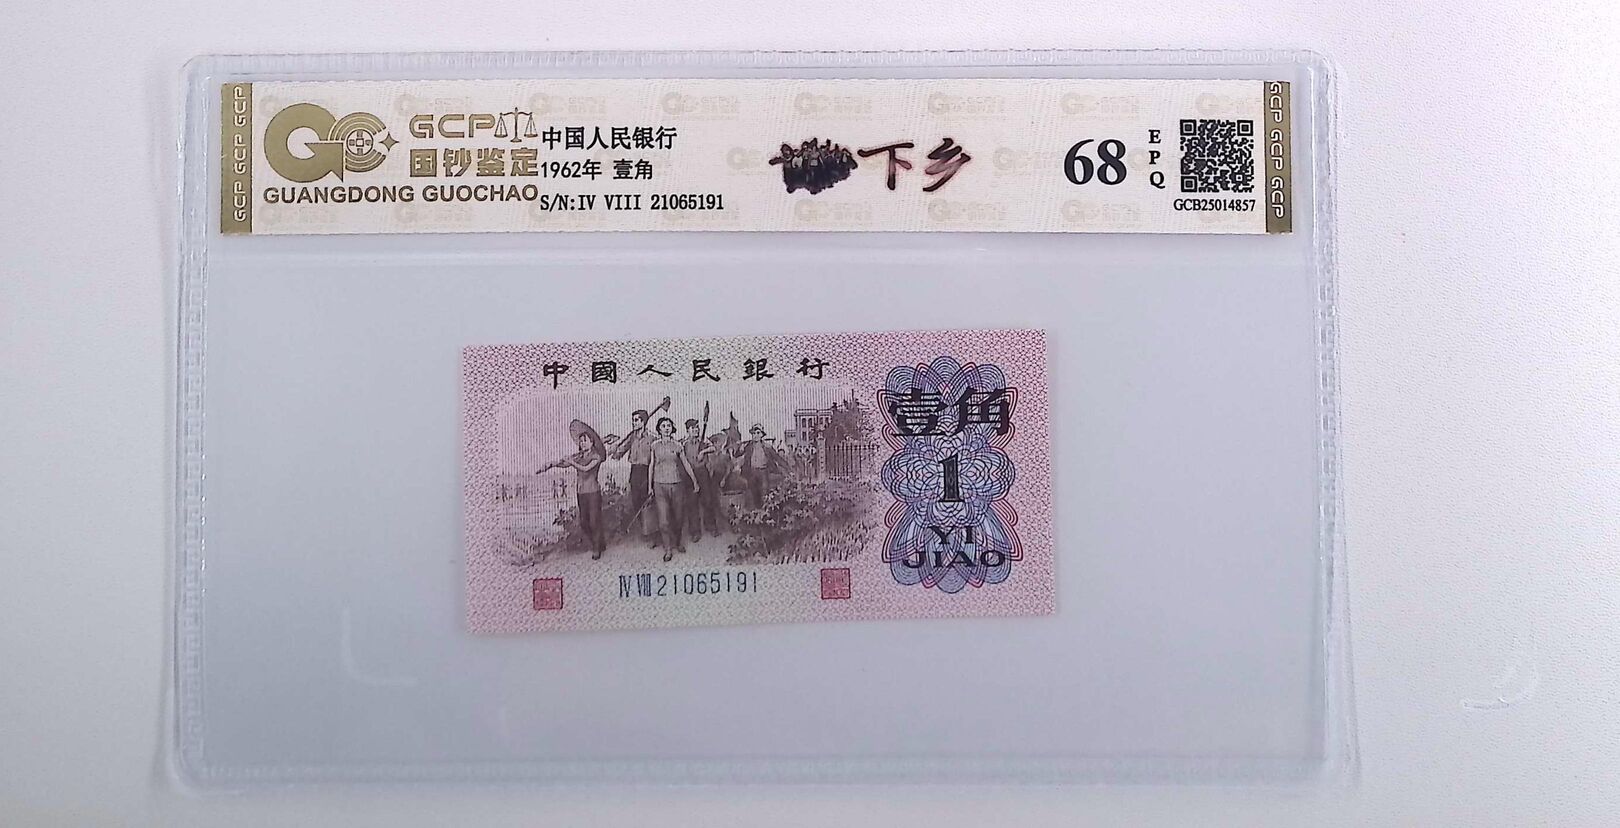 GCP GCP GCP
GCP
国钞鉴定
GUANGDONG GUOCHAO
中国人民银行
1962年 壹角
S/N:IV VIII 21065191
下乡
68
EPQ
GCB25014857
GCP GCP GCP
中國人民銀行
壹角
1
YI
JIAO
IV VIII 21065191